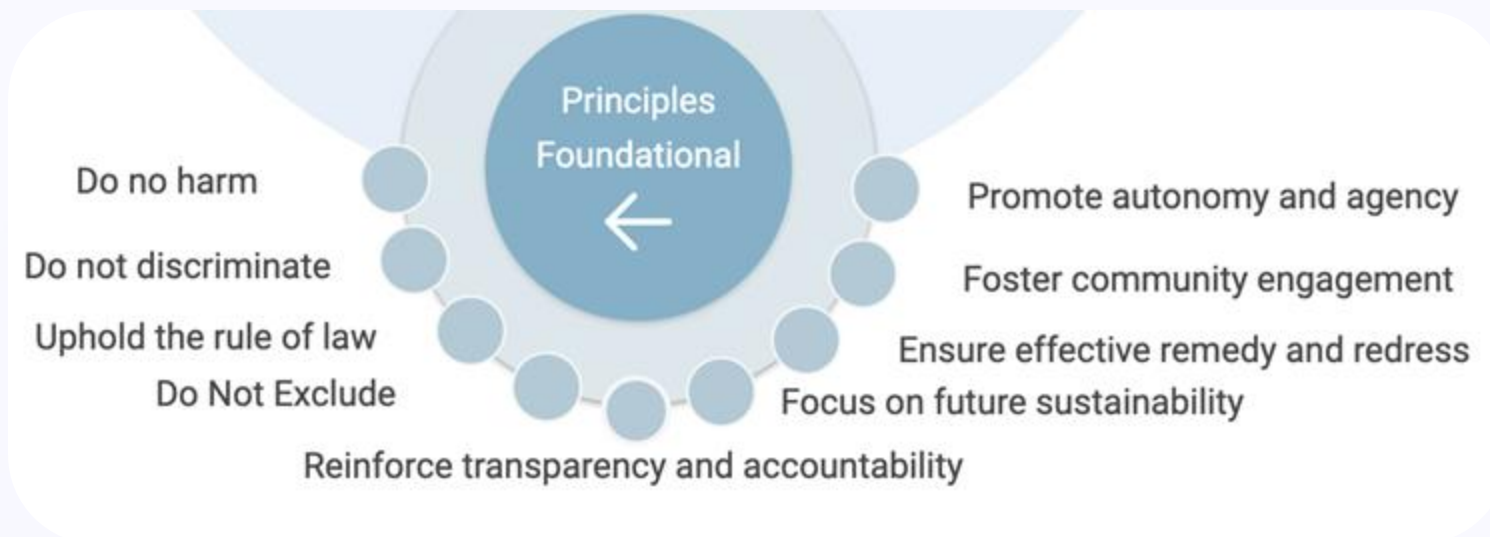 Principles
Foundational
Do no harm
Do not discriminate
Uphold the rule of law
Do Not Exclude
Reinforce transparency and accountability
Focus on future sustainability
Ensure effective remedy and redress
Foster community engagement
Promote autonomy and agency